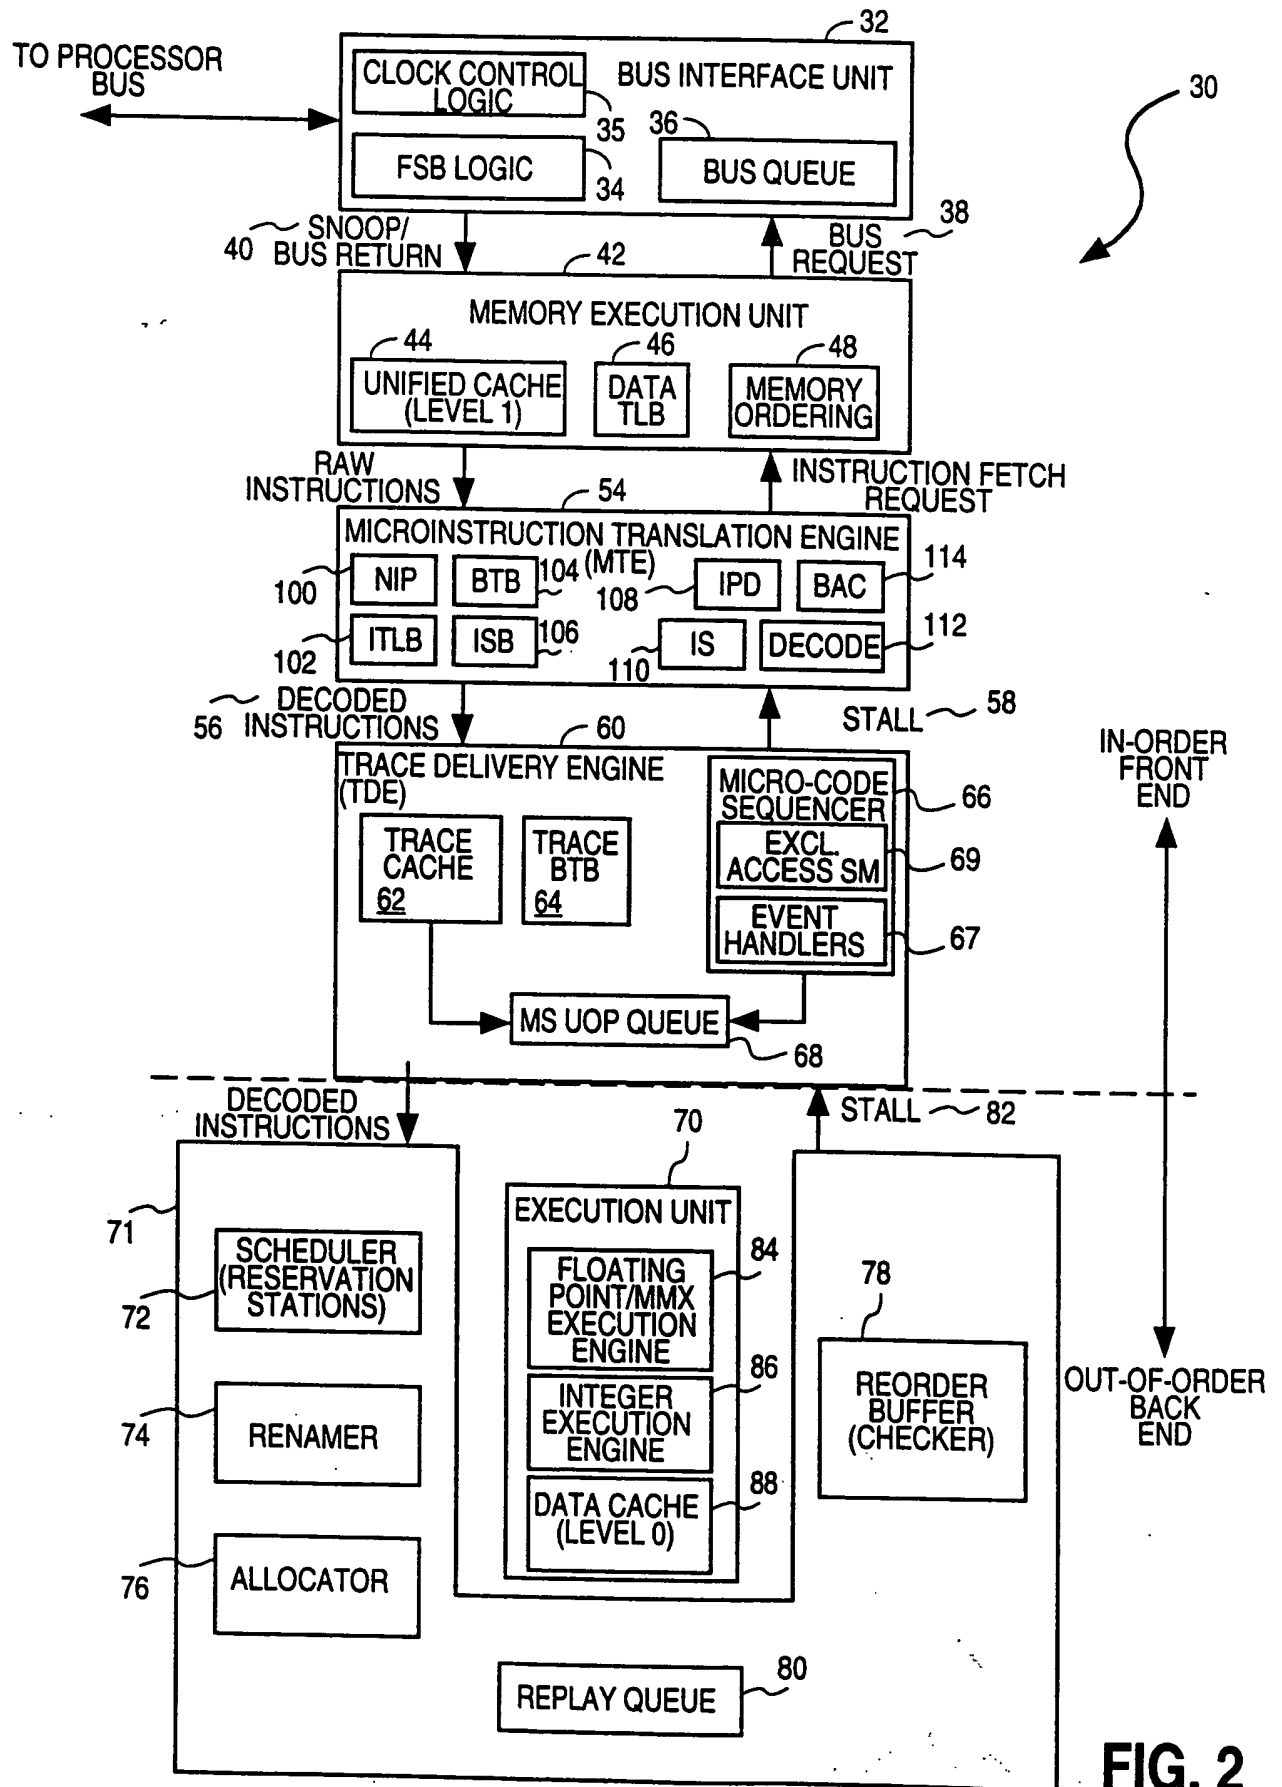 32
TO PROCESSOR
BUS
CLOCK CONTROL
LOGIC
BUS INTERFACE UNIT
30
35
36
FSB LOGIC
34
BUS QUEUE
40
SNOOP/
BUS RETURN
42
BUS
REQUEST
38
MEMORY EXECUTION UNIT
44
46
48
UNIFIED CACHE
(LEVEL 1)
DATA
TLB
MEMORY
ORDERING
RAW
INSTRUCTIONS
54
INSTRUCTION FETCH
REQUEST
MICROINSTRUCTION TRANSLATION ENGINE
(MTE)
100
NIP
BTB
104
108
IPD
BAC
114
102
ITLB
ISB
106
110
IS
DECODE
112
56
DECODED
INSTRUCTIONS
60
STALL
58
TRACE DELIVERY ENGINE
(TDE)
MICRO-CODE
SEQUENCER
66
IN-ORDER
FRONT
END
TRACE
CACHE
62
TRACE
BTB
64
EXCL.
ACCESS SM
69
EVENT
HANDLERS
67
MS UOP QUEUE
68
DECODED
INSTRUCTIONS
STALL
82
70
71
EXECUTION UNIT
SCHEDULER
(RESERVATION
STATIONS)
72
FLOATING
POINT/MMX
EXECUTION
ENGINE
84
78
74
RENAMER
INTEGER
EXECUTION
ENGINE
86
REORDER
BUFFER
(CHECKER)
OUT-OF-ORDER
BACK
END
DATA CACHE
(LEVEL 0)
88
76
ALLOCATOR
REPLAY QUEUE
80
FIG. 2